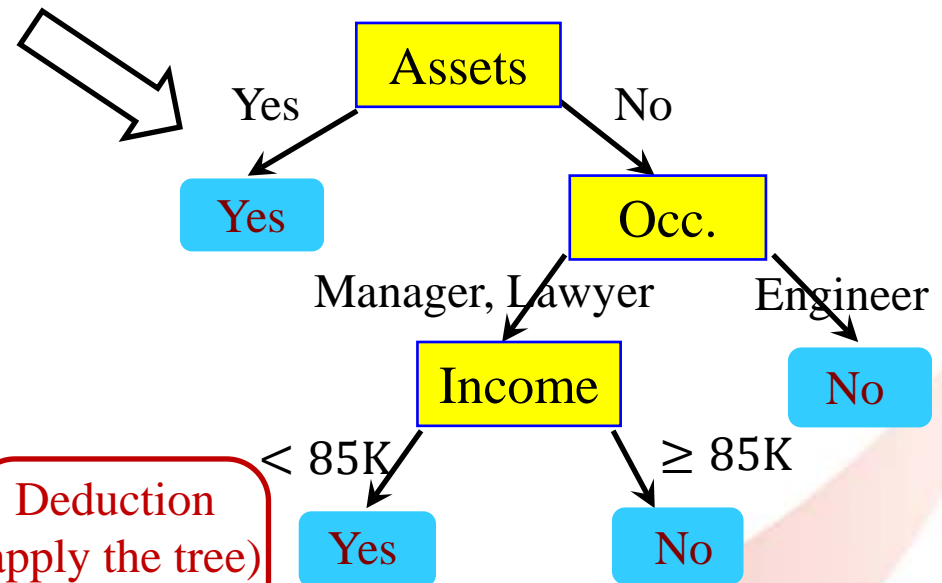 Assets
Yes
No
Yes
Occ.
Manager, Lawyer
Engineer
Income
No
< 85K
≥ 85K
Deduction
apply the tree)
Yes
No